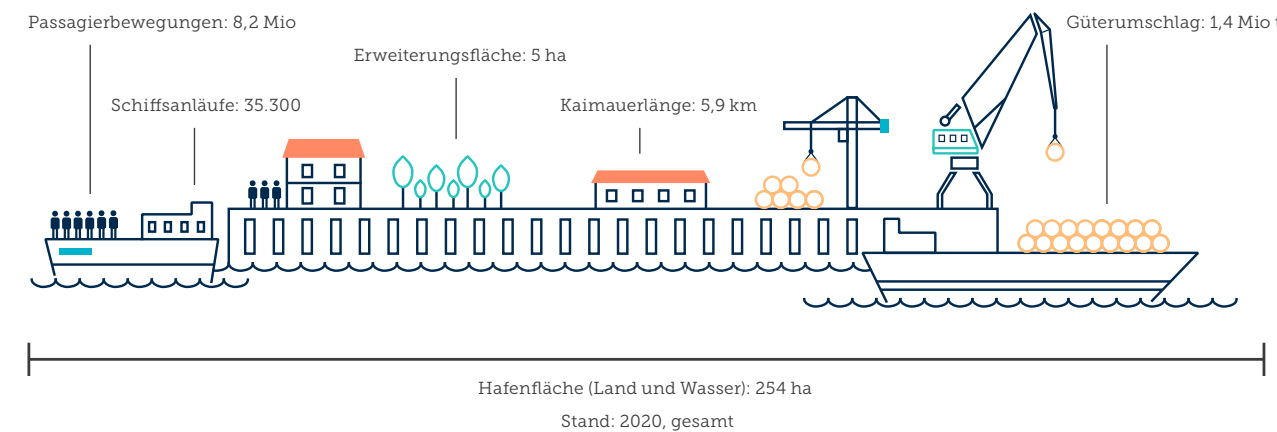 Passagierbewegungen: 8,2 Mio
Güterumschlag: 1,4 Mio t
Erweiterungsfläche: 5 ha
Schiffsanläufe: 35.300
Kaimauerlänge: 5,9 km
Hafenfläche (Land und Wasser): 254 ha
Stand: 2020, gesamt